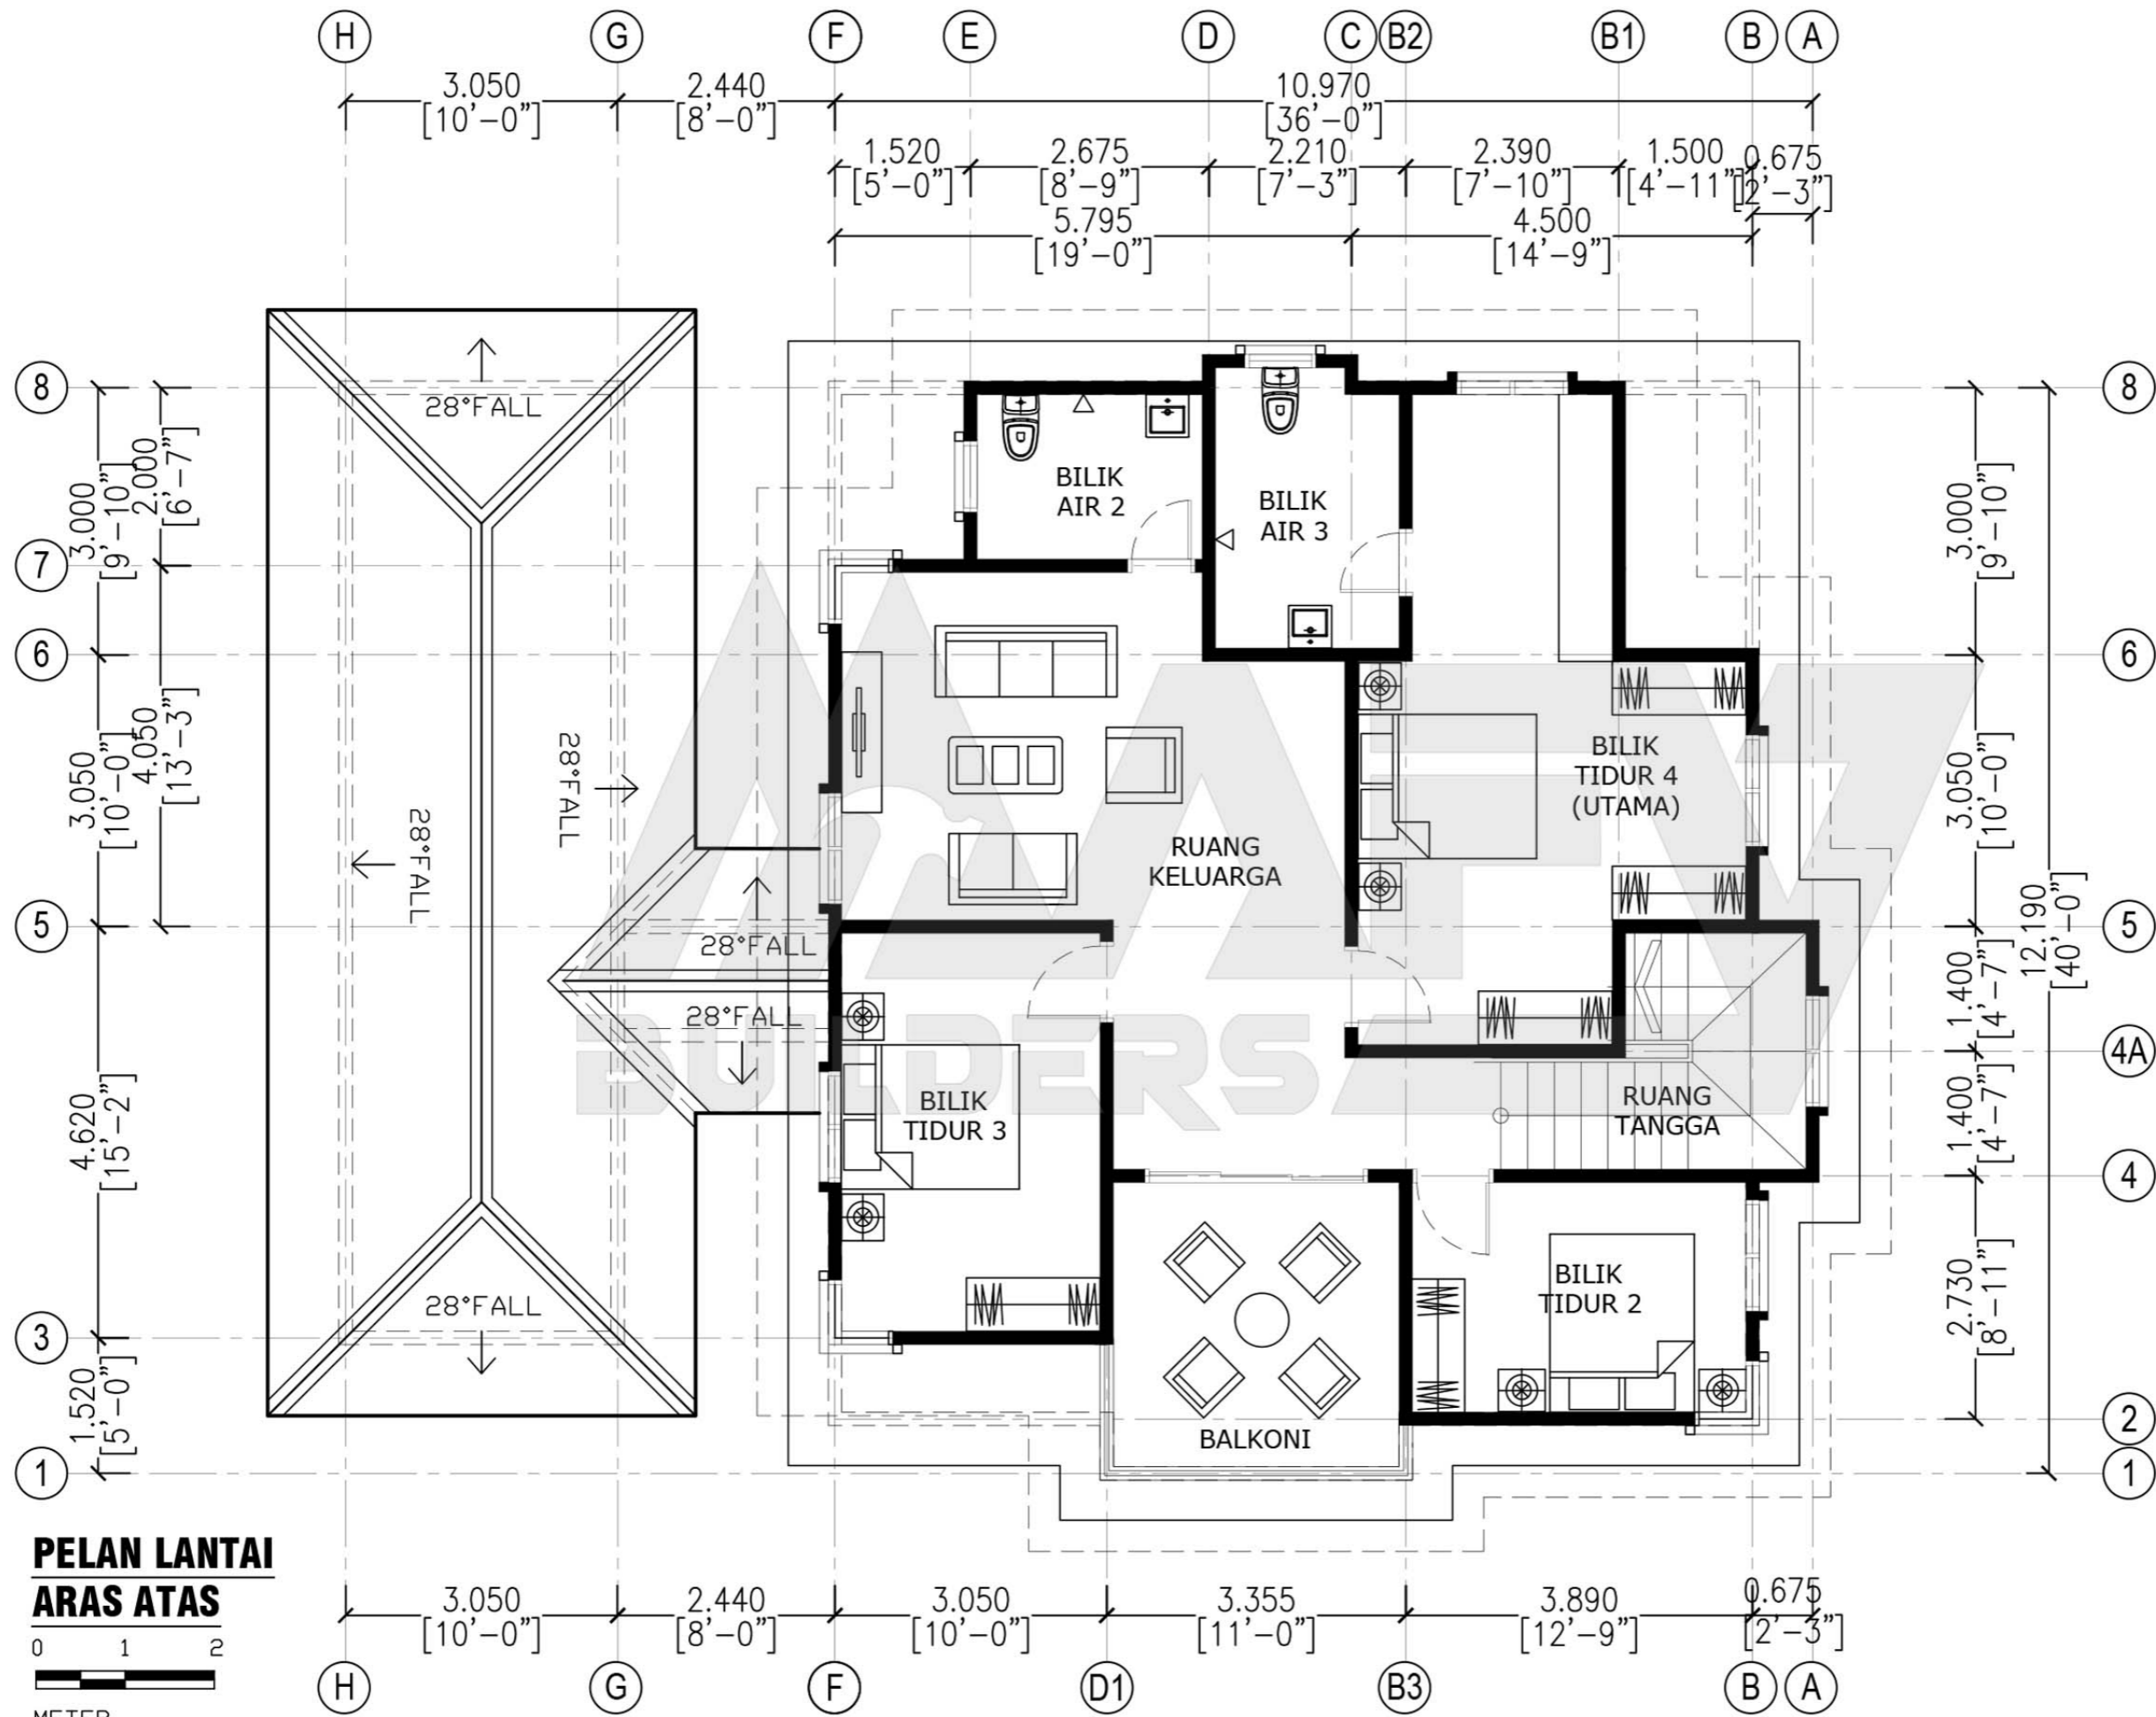 H G F E D C B2 B1 B A
3.050 2.440 10.970
[10'-0"] [8'-0"] [36'-0"]
1.520 2.675 2.210 2.390 1.500 0.675
[5'-0"] [8'-9"] [7'-3"] [7'-10"] [4'-11"] [2'-3"]
5.795 4.500
[19'-0"] [14'-9"]
8
7
6
5
3
1
3.000
[9'-10"]
2.000
[6'-7"]
3.050
[10'-0"]
4.050
[13'-3"]
4.620
[15'-2"]
1.520
[5'-0"]
28°FALL
28°FALL
28°FALL
28°FALL
28°FALL
28°FALL
BILIK
AIR 2
BILIK
AIR 3
BILIK
TIDUR 4
(UTAMA)
RUANG
KELUARGA
BILIK
TIDUR 3
RUANG
TANGGA
BILIK
TIDUR 2
BALKONI
BUILDERS
8
6
5
4A
4
2
1
3.000
[9'-10"]
3.050
[10'-0"]
1.400
[4'-7"]
1.400
[4'-7"]
2.730
[8'-11"]
12.190
[40'-0"]
PELAN LANTAI
ARAS ATAS
0 1 2
METER
3.050 2.440 3.050 3.355 3.890 0.675
[10'-0"] [8'-0"] [10'-0"] [11'-0"] [12'-9"] [2'-3"]
H G F D1 B3 B A